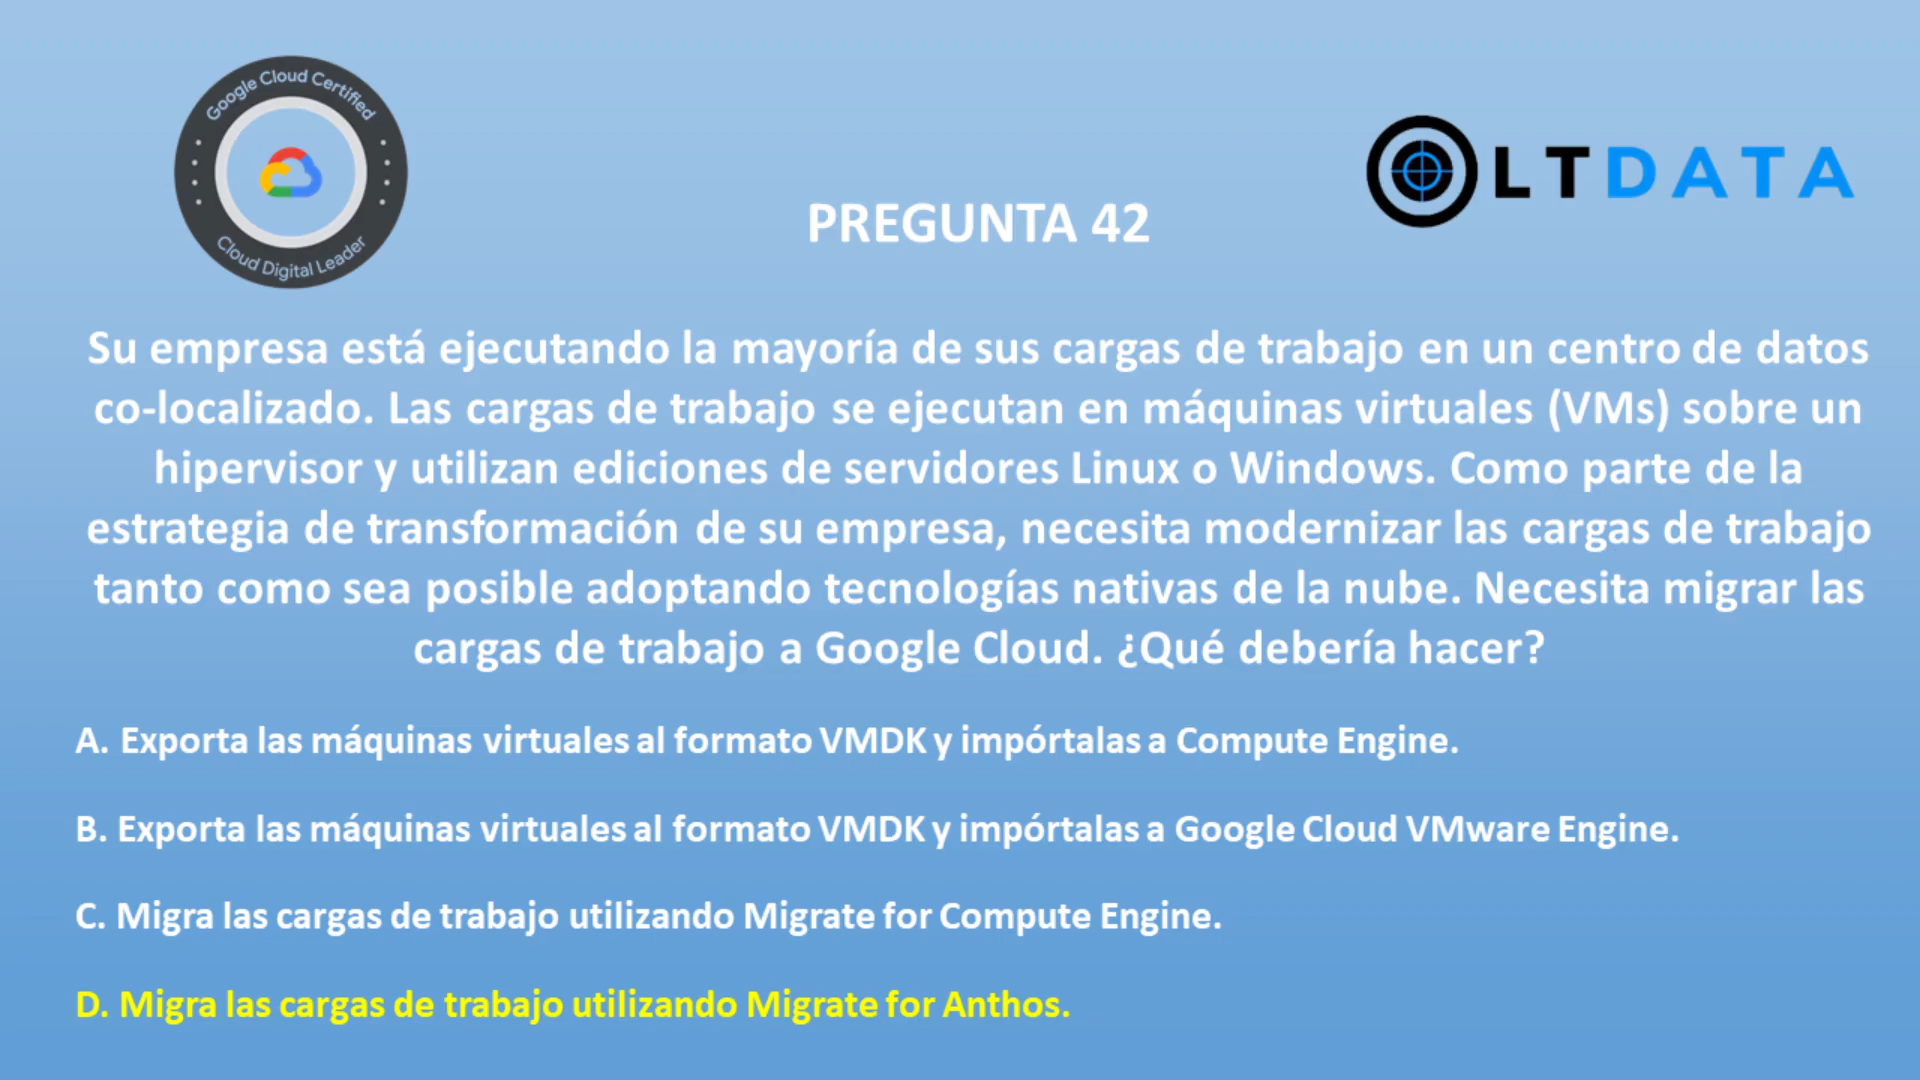 Google Cloud Certified
Cloud Digital Leader
LTDATA
PREGUNTA 42
Su empresa está ejecutando la mayoría de sus cargas de trabajo en un centro de datos
co-localizado. Las cargas de trabajo se ejecutan en máquinas virtuales (VMs) sobre un
hipervisor y utilizan ediciones de servidores Linux o Windows. Como parte de la
estrategia de transformación de su empresa, necesita modernizar las cargas de trabajo
tanto como sea posible adoptando tecnologías nativas de la nube. Necesita migrar las
cargas de trabajo a Google Cloud. ¿Qué debería hacer?
A. Exporta las máquinas virtuales al formato VMDK y impórtalas a Compute Engine.
B. Exporta las máquinas virtuales al formato VMDK y impórtalas a Google Cloud VMware Engine.
C. Migra las cargas de trabajo utilizando Migrate for Compute Engine.
D. Migra las cargas de trabajo utilizando Migrate for Anthos.